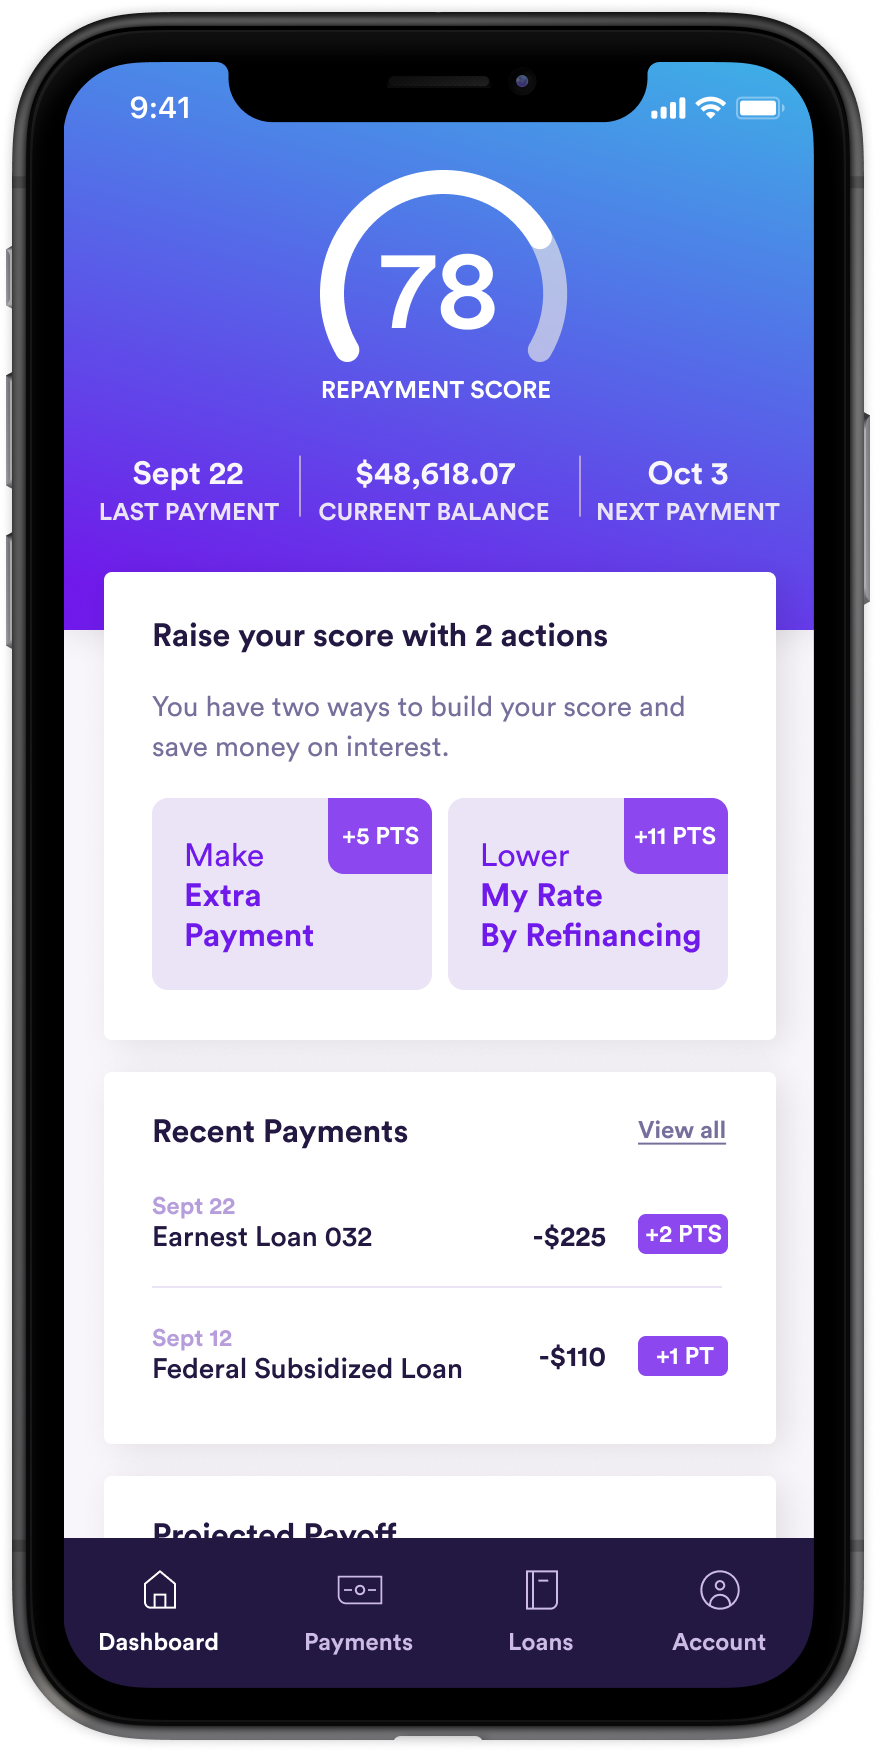 9:41
78
REPAYMENT SCORE
Sept 22
LAST PAYMENT
$48,618.07
CURRENT BALANCE
Oct 3
NEXT PAYMENT
Raise your score with 2 actions
You have two ways to build your score and
save money on interest.
+5 PTS
Make
Extra
Payment
+11 PTS
Lower
My Rate
By Refinancing
Recent Payments
View all
Sept 22
Earnest Loan 032
-$225
+2 PTS
Sept 12
Federal Subsidized Loan
-$110
+1 PT
Projected Payoff
Dashboard
Payments
Loans
Account